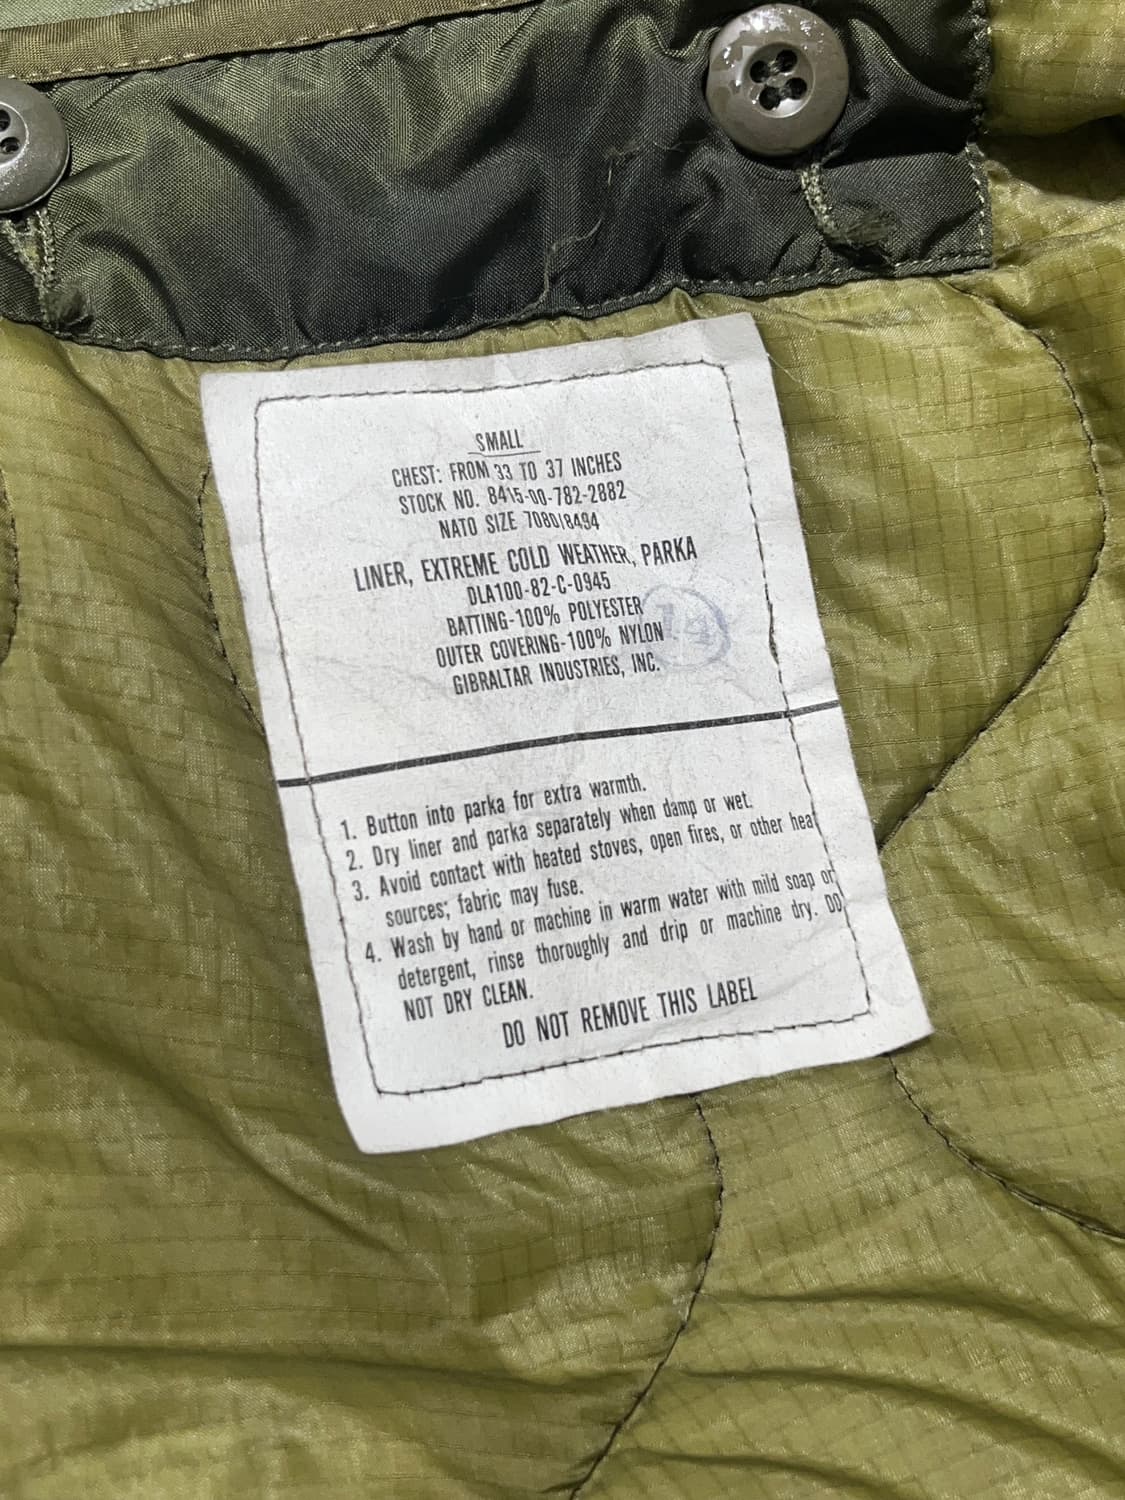 SMALL
CHEST: FROM 33 TO 37 INCHES
STOCK NO. 8415-00-782-2882
NATO SIZE 7080/8494
LINER, EXTREME COLD WEATHER, PARKA
DLA100-82-C-0945
BATTING-100% POLYESTER
14
OUTER COVERING-100% NYLON
GIBRALTAR INDUSTRIES, INC.
1. Button into parka for extra warmth.
2. Dry liner and parka separately when damp or wet.
3. Avoid contact with heated stoves, open fires, or other heat
sources; fabric may fuse.
4. Wash by hand or machine in warm water with mild soap or
detergent, rinse thoroughly and drip or machine dry. DO
NOT DRY CLEAN.
DO NOT REMOVE THIS LABEL